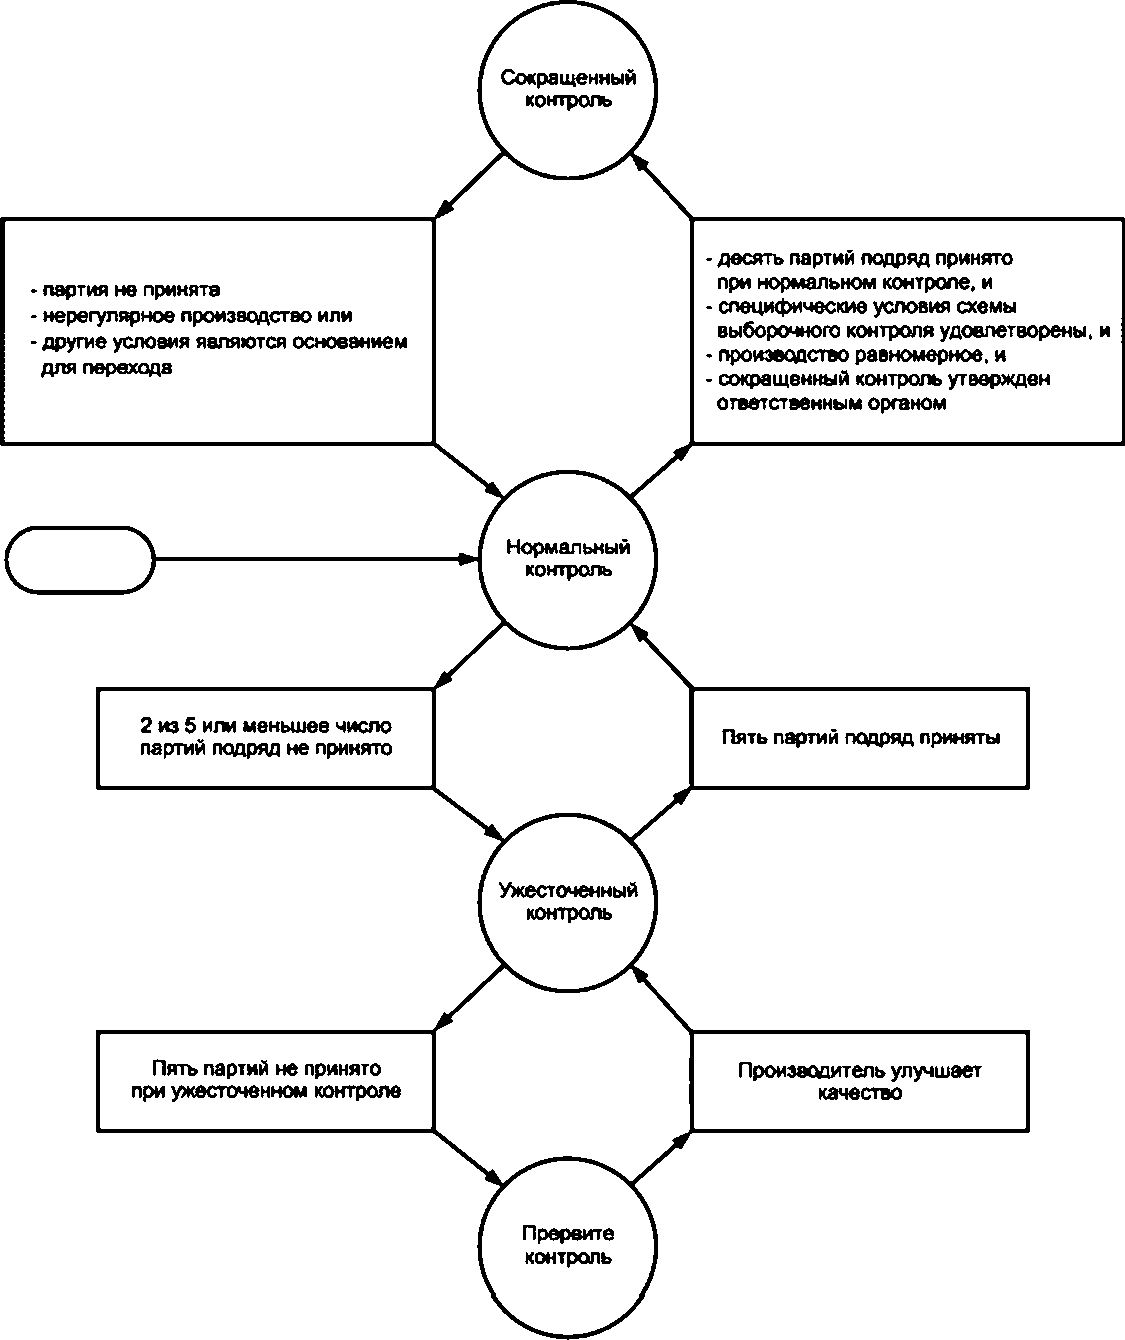 Сокращенный
контроль
- партия не принята
- нерегулярное производство или
- другие условия являются основанием
для перехода
- десять партий подряд принято
при нормальном контроле, и
- специфические условия схемы
выборочного контроля удовлетворены, и
- производство равномерное, и
- сокращенный контроль утвержден
ответственным органом
Нормальный
контроль
2 из 5 или меньшее число
партий подряд не принято
Пять партий подряд приняты
Ужесточенный
контроль
Пять партий не принято
при ужесточенном контроле
Производитель улучшает
качество
Прервите
контроль